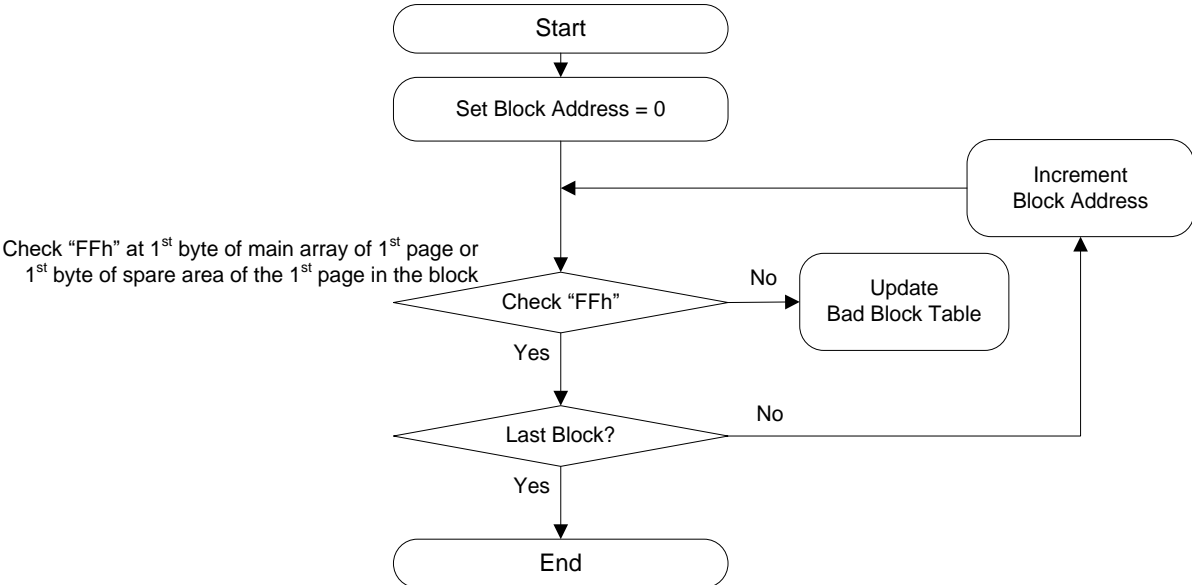 Start
Set Block Address = 0
Increment
Block Address
Check “FFh” at 1st byte of main array of 1st page or
1st byte of spare area of the 1st page in the block
Check “FFh”
No
Update
Bad Block Table
Yes
Last Block?
No
Yes
End